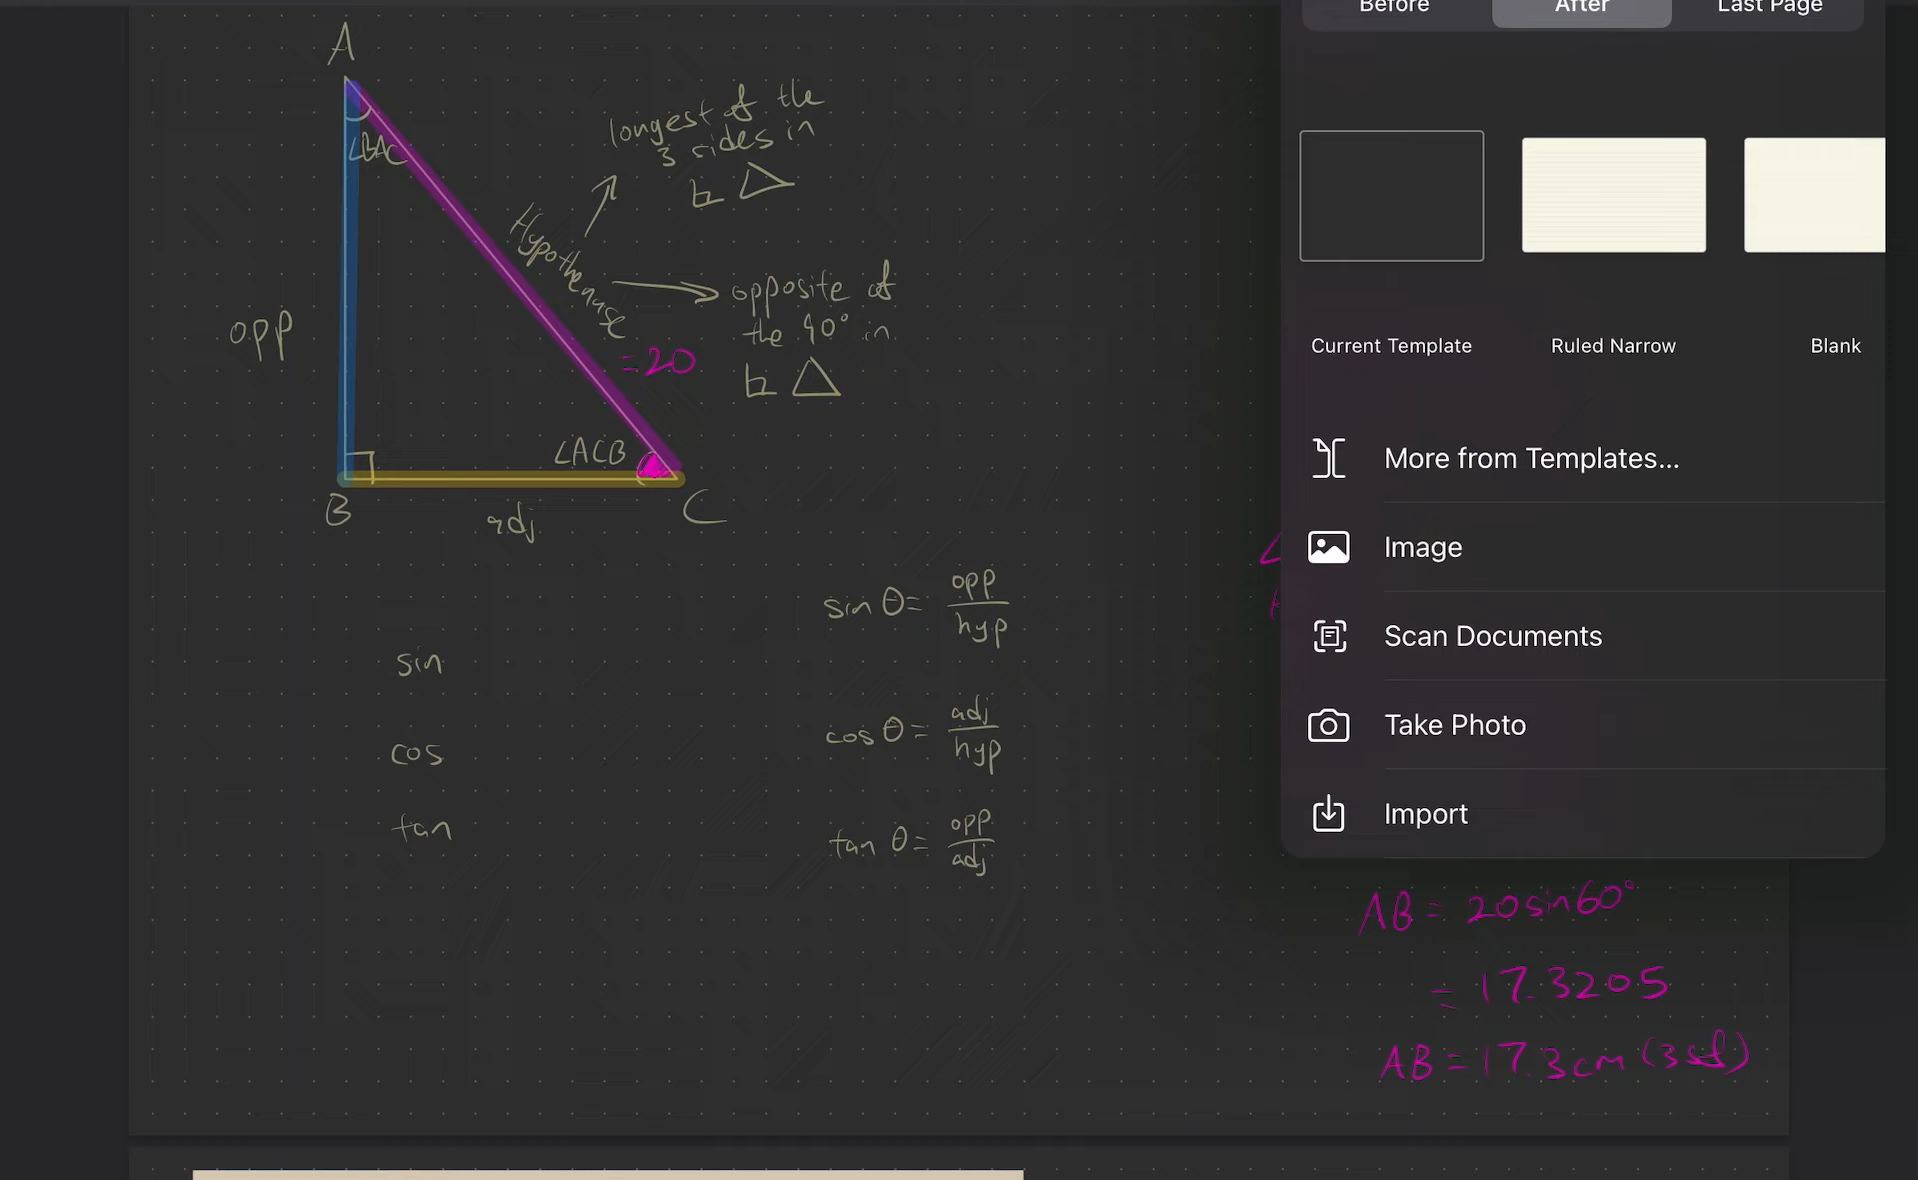 Before
After
Last Page
A
longest of the
3 sides in
∠BAC
Hypothenuse
opposite of
the 90° in
opp
= 20
∠ACB
B
adj
C
Current Template
Ruled Narrow
Blank
More from Templates...
Image
Scan Documents
Take Photo
Import
sin θ = opp
hyp
sin
cos θ = adj
hyp
cos
tan
tan θ = opp
adj
AB = 20sin60°
= 17.3205
AB = 17.3cm (3sf)